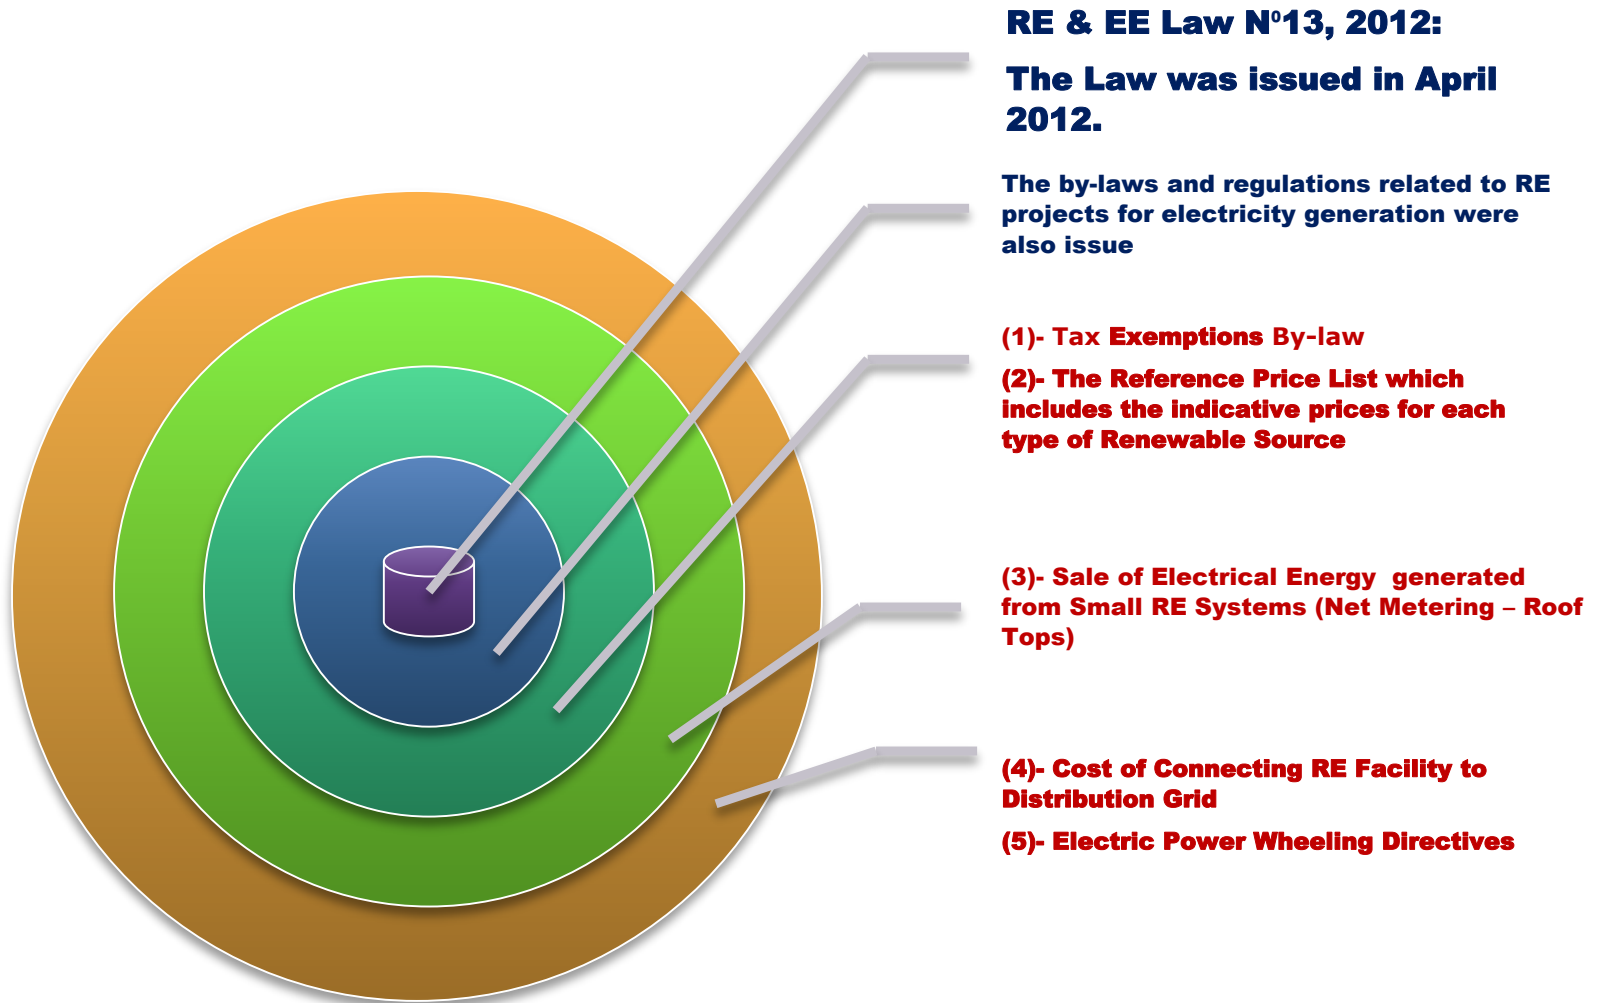 RE & EE Law Nº13, 2012:
The Law was issued in April
2012.
The by-laws and regulations related to RE
projects for electricity generation were
also issue
(1)- Tax Exemptions By-law
(2)- The Reference Price List which
includes the indicative prices for each
type of Renewable Source
(3)- Sale of Electrical Energy  generated
from Small RE Systems (Net Metering – Roof
Tops)
(4)- Cost of Connecting RE Facility to
Distribution Grid
(5)- Electric Power Wheeling Directives